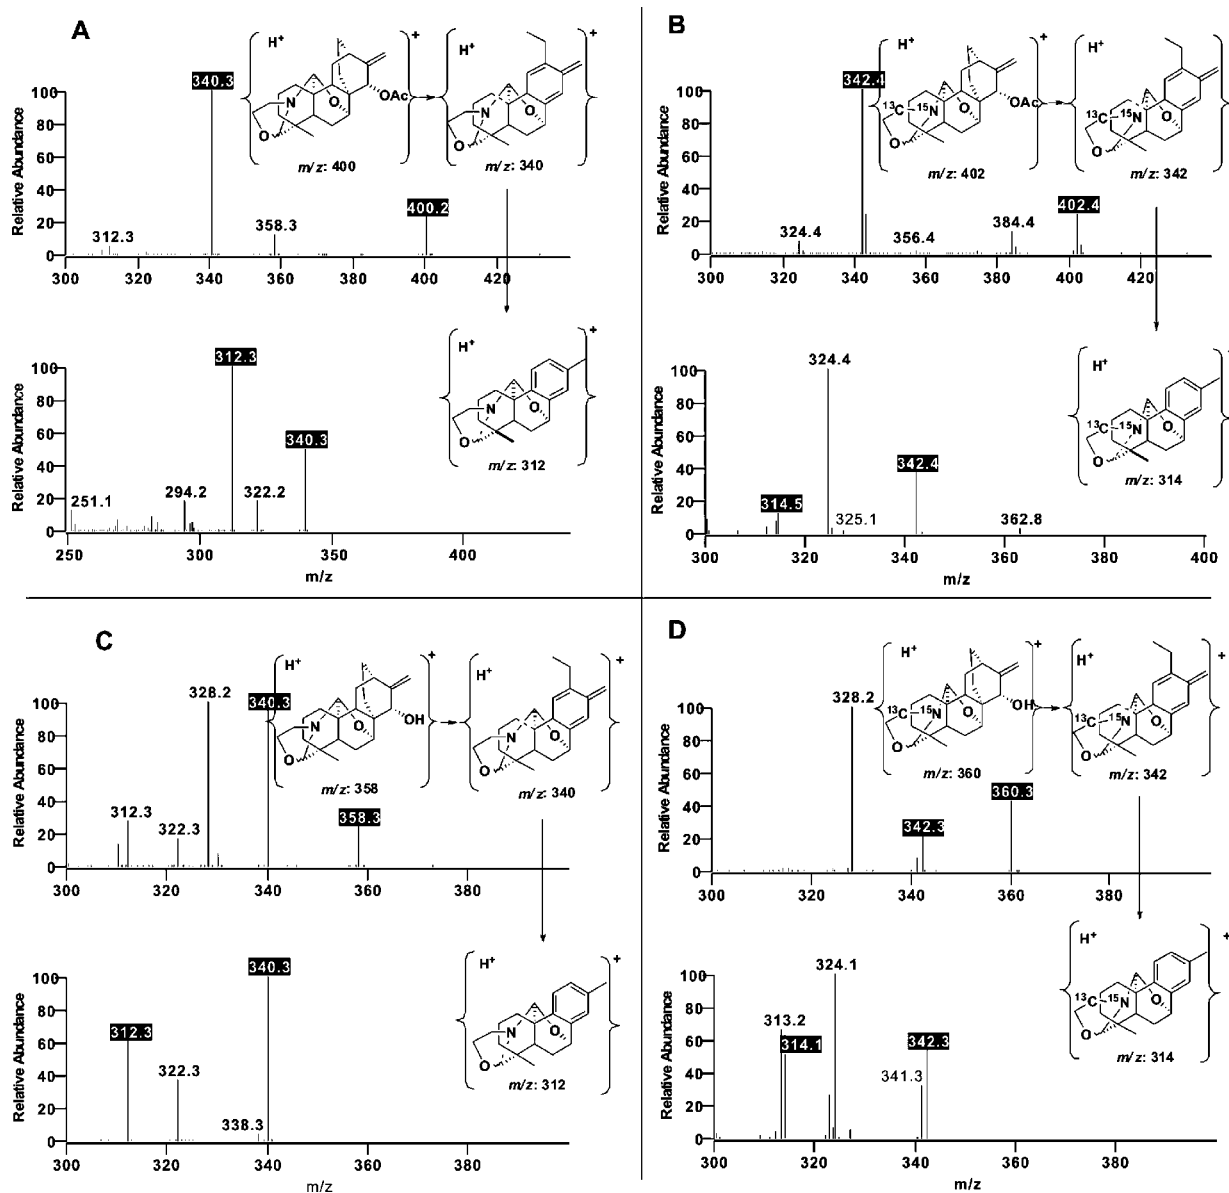 A
H+
+
H+
+
340.3
N
O
OAc
O
m/z: 400
N
O
O
m/z: 340
Relative Abundance
100
80
60
40
20
0
312.3
358.3
400.2
300
320
340
360
380
400
420
H+
+
N
O
O
m/z: 312
Relative Abundance
100
80
60
40
20
0
251.1
294.2
312.3
322.2
340.3
250
300
350
400
m/z
B
H+
+
H+
342.4
13C
15N
O
OAc
O
m/z: 402
13C
15N
O
O
m/z: 342
Relative Abundance
100
80
60
40
20
0
324.4
356.4
384.4
402.4
300
320
340
360
380
400
420
H+
13C
15N
O
O
m/z: 314
Relative Abundance
100
80
60
40
20
0
324.4
314.5
325.1
342.4
362.8
300
320
340
360
380
400
m/z
C
H+
+
H+
+
328.2
340.3
N
O
OH
O
m/z: 358
N
O
O
m/z: 340
Relative Abundance
100
80
60
40
20
0
312.3
322.3
358.3
300
320
340
360
380
H+
+
N
O
O
m/z: 312
Relative Abundance
100
80
60
40
20
0
340.3
312.3
322.3
338.3
300
320
340
360
380
m/z
D
H+
+
H+
+
328.2
13C
15N
O
OH
O
m/z: 360
13C
15N
O
O
m/z: 342
Relative Abundance
100
80
60
40
20
0
342.3
360.3
300
320
340
360
380
H+
+
13C
15N
O
O
m/z: 314
Relative Abundance
100
80
60
40
20
0
324.1
313.2
314.1
341.3
342.3
300
320
340
360
380
m/z